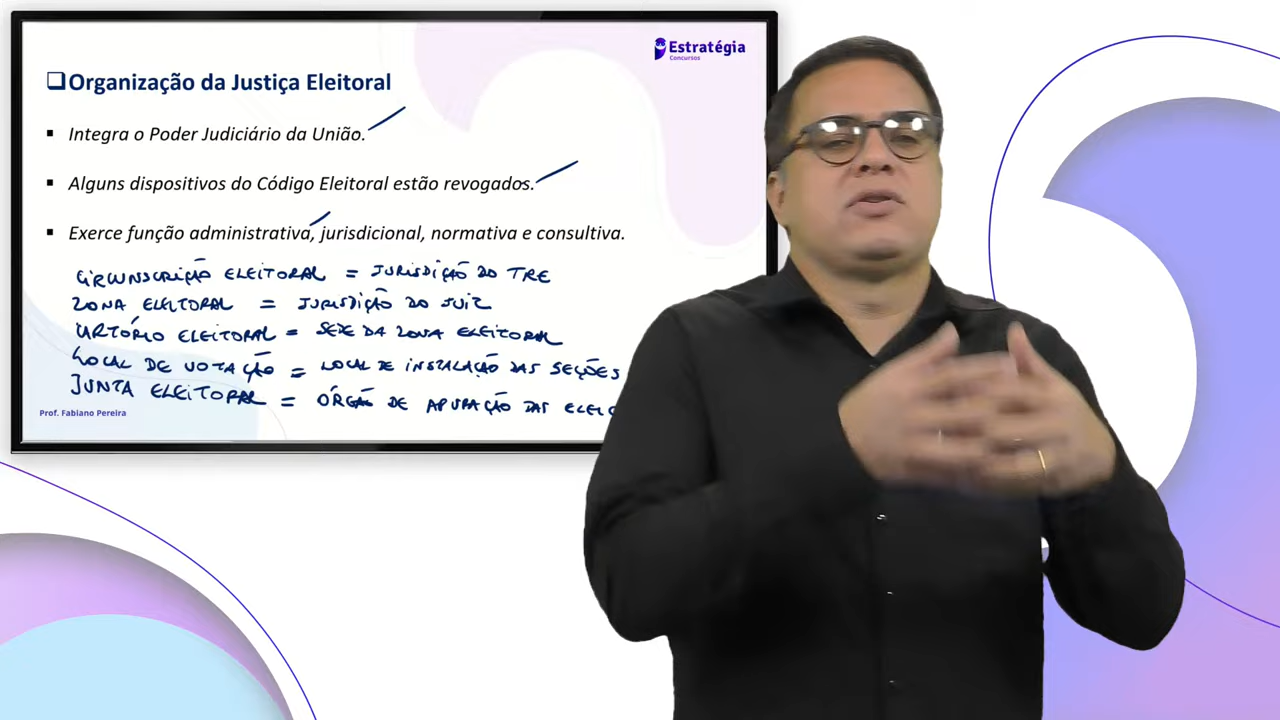 Estratégia
Concursos
Organização da Justiça Eleitoral
Integra o Poder Judiciário da União.
Alguns dispositivos do Código Eleitoral estão revogados.
Exerce função administrativa, jurisdicional, normativa e consultiva.
CIRCUNSCRIÇÃO ELEITORAL = JURISDIÇÃO DO TRE
ZONA ELEITORAL = JURISDIÇÃO DO JUIZ
CARTÓRIO ELEITORAL = SEDE DA ZONA ELEITORAL
LOCAL DE VOTAÇÃO = LOCAL DE INSTALAÇÃO DAS SEÇÕES
JUNTA ELEITORAL = ÓRGÃO DE APURAÇÃO DAS
Prof. Fabiano Pereira